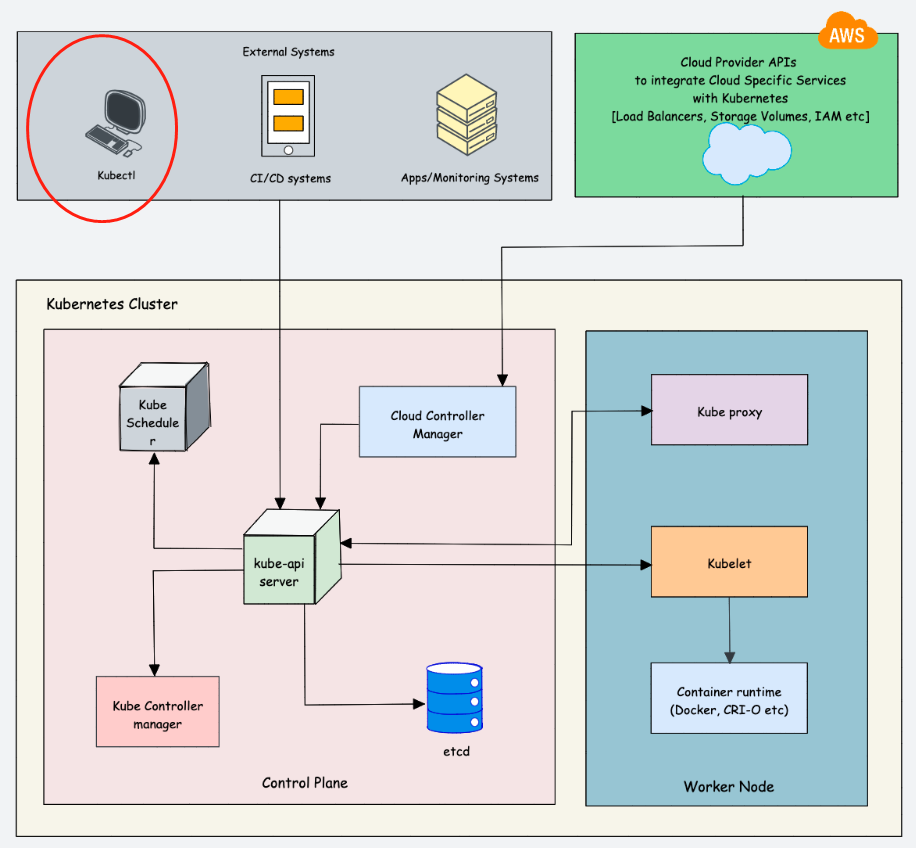 External Systems
Kubectl
CI/CD systems
Apps/Monitoring Systems
AWS
Cloud Provider APIs
to integrate Cloud Specific Services
with Kubernetes
[Load Balancers, Storage Volumes, IAM etc]
Kubernetes Cluster
Kube
Schedule
r
Cloud Controller
Manager
Kube proxy
kube-api
server
Kubelet
Kube Controller
manager
etcd
Container runtime
(Docker, CRI-O etc)
Control Plane
Worker Node